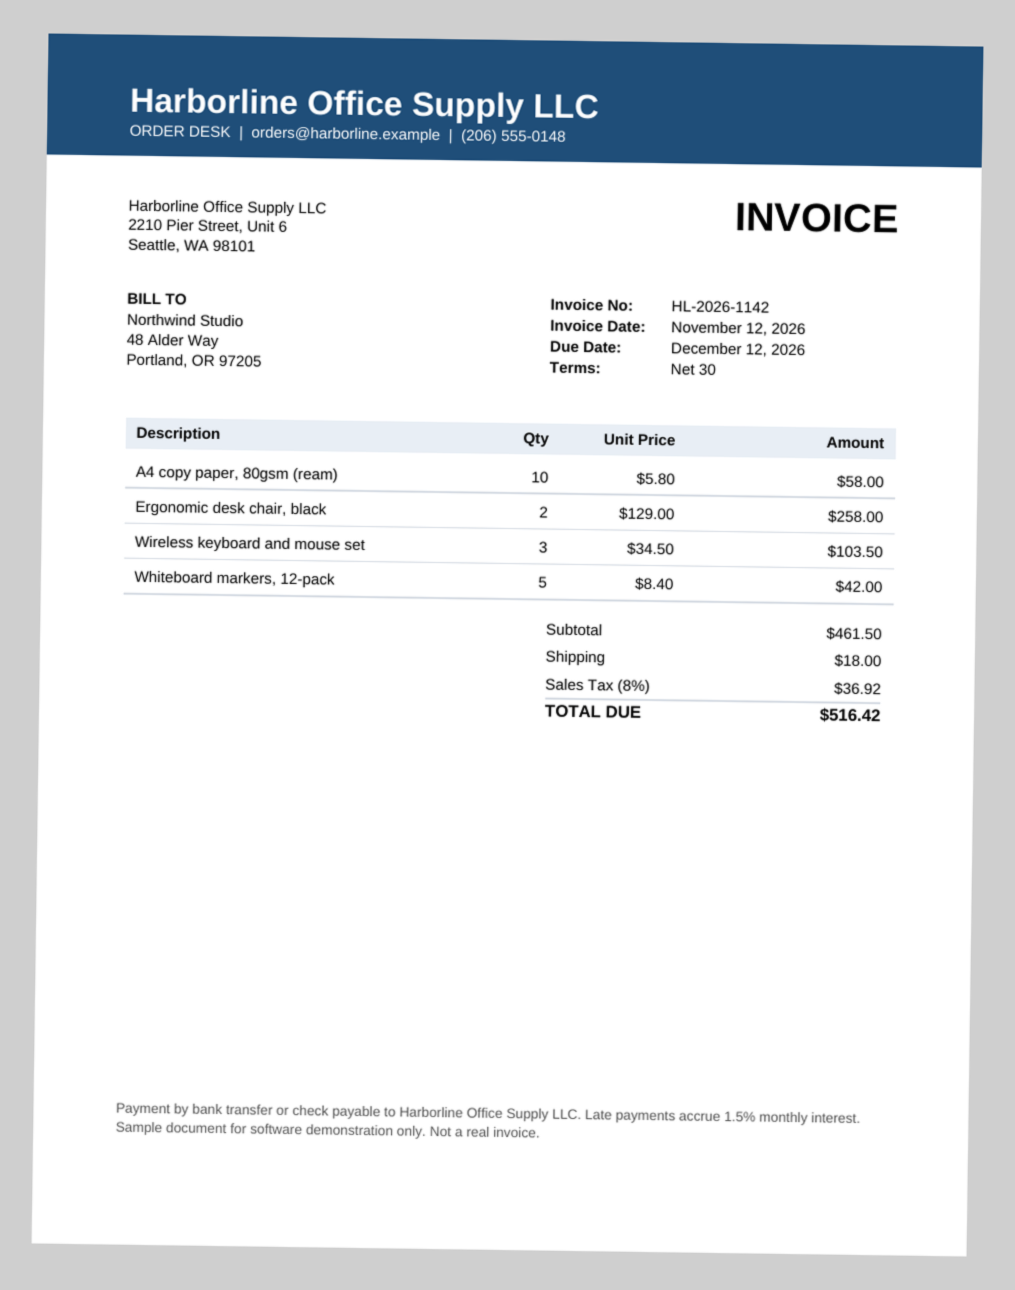 Harborline Office Supply LLC
ORDER DESK | orders@harborline.example | (206) 555-0148
Harborline Office Supply LLC
2210 Pier Street, Unit 6
Seattle, WA 98101
INVOICE
BILL TO
Northwind Studio
48 Alder Way
Portland, OR 97205
Invoice No: HL-2026-1142
Invoice Date: November 12, 2026
Due Date: December 12, 2026
Terms: Net 30
Description Qty Unit Price Amount
A4 copy paper, 80gsm (ream) 10 $5.80 $58.00
Ergonomic desk chair, black 2 $129.00 $258.00
Wireless keyboard and mouse set 3 $34.50 $103.50
Whiteboard markers, 12-pack 5 $8.40 $42.00
Subtotal $461.50
Shipping $18.00
Sales Tax (8%) $36.92
TOTAL DUE $516.42
Payment by bank transfer or check payable to Harborline Office Supply LLC. Late payments accrue 1.5% monthly interest.
Sample document for software demonstration only. Not a real invoice.